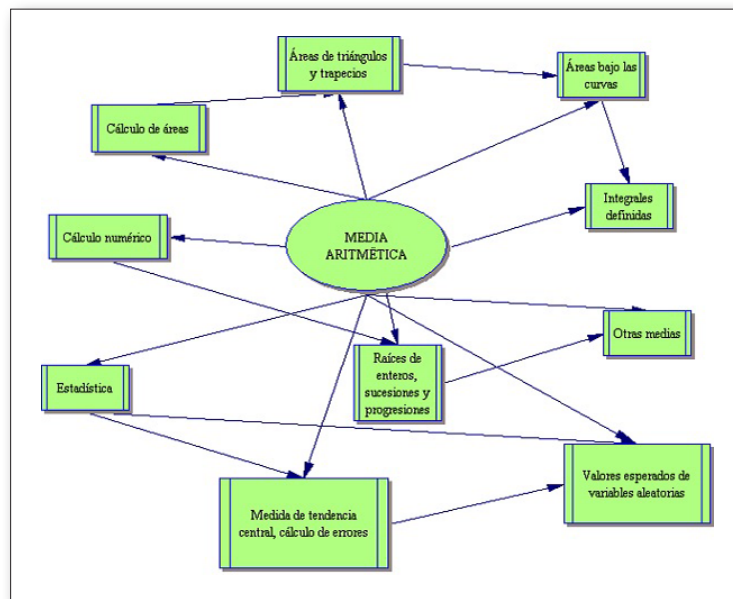 Áreas de triángulos
y trapecios
Áreas bajo las
curvas
Cálculo de áreas
Integrales
definidas
Cálculo numérico
MEDIA
ARITMÉTICA
Otras medias
Raíces de
enteros,
sucesiones y
progresiones
Estadística
Valores esperados de
variables aleatorias
Medida de tendencia
central, cálculo de errores